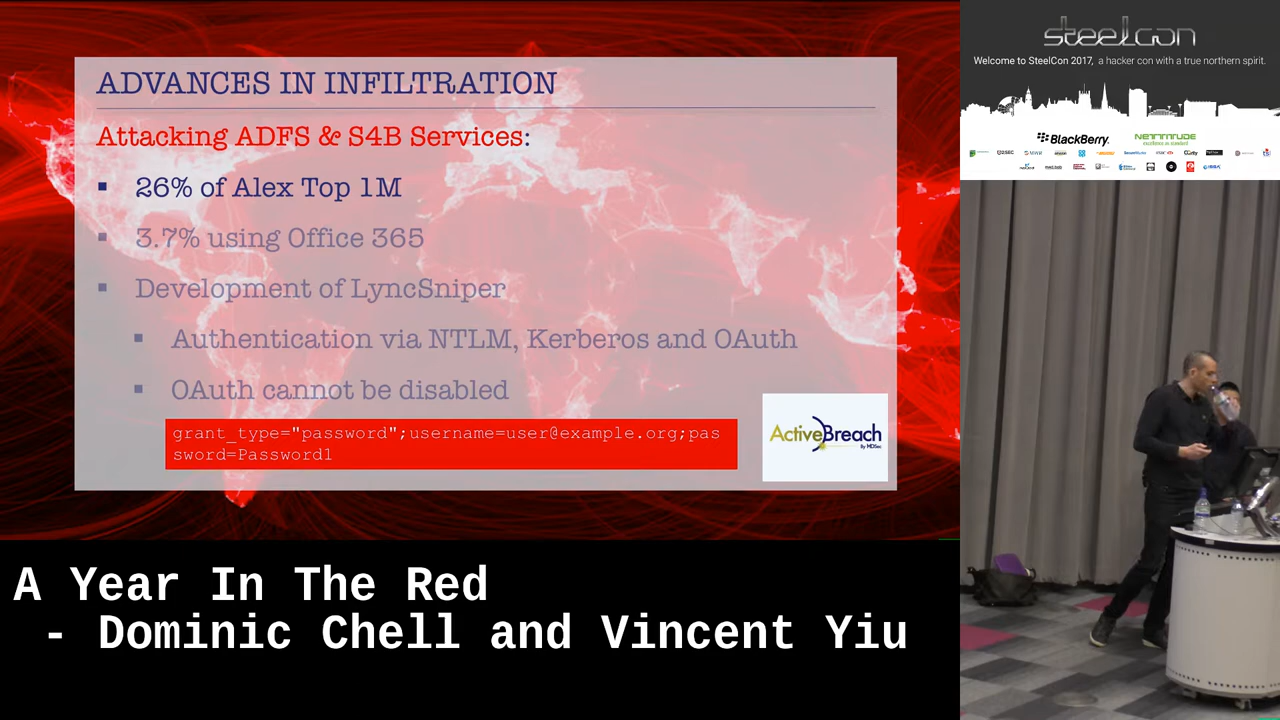 ADVANCES IN INFILTRATION
Attacking ADFS & S4B Services:
26% of Alex Top 1M
3.7% using Office 365
Development of LyncSniper
Authentication via NTLM, Kerberos and OAuth
OAuth cannot be disabled
grant_type="password";username=user@example.org;pas
sword=Password1
ActiveBreach
By MDSec
steelcon
Welcome to SteelCon 2017, a hacker con with a true northern spirit.
BlackBerry
NETTITUDE
A Year In The Red
- Dominic Chell and Vincent Yiu